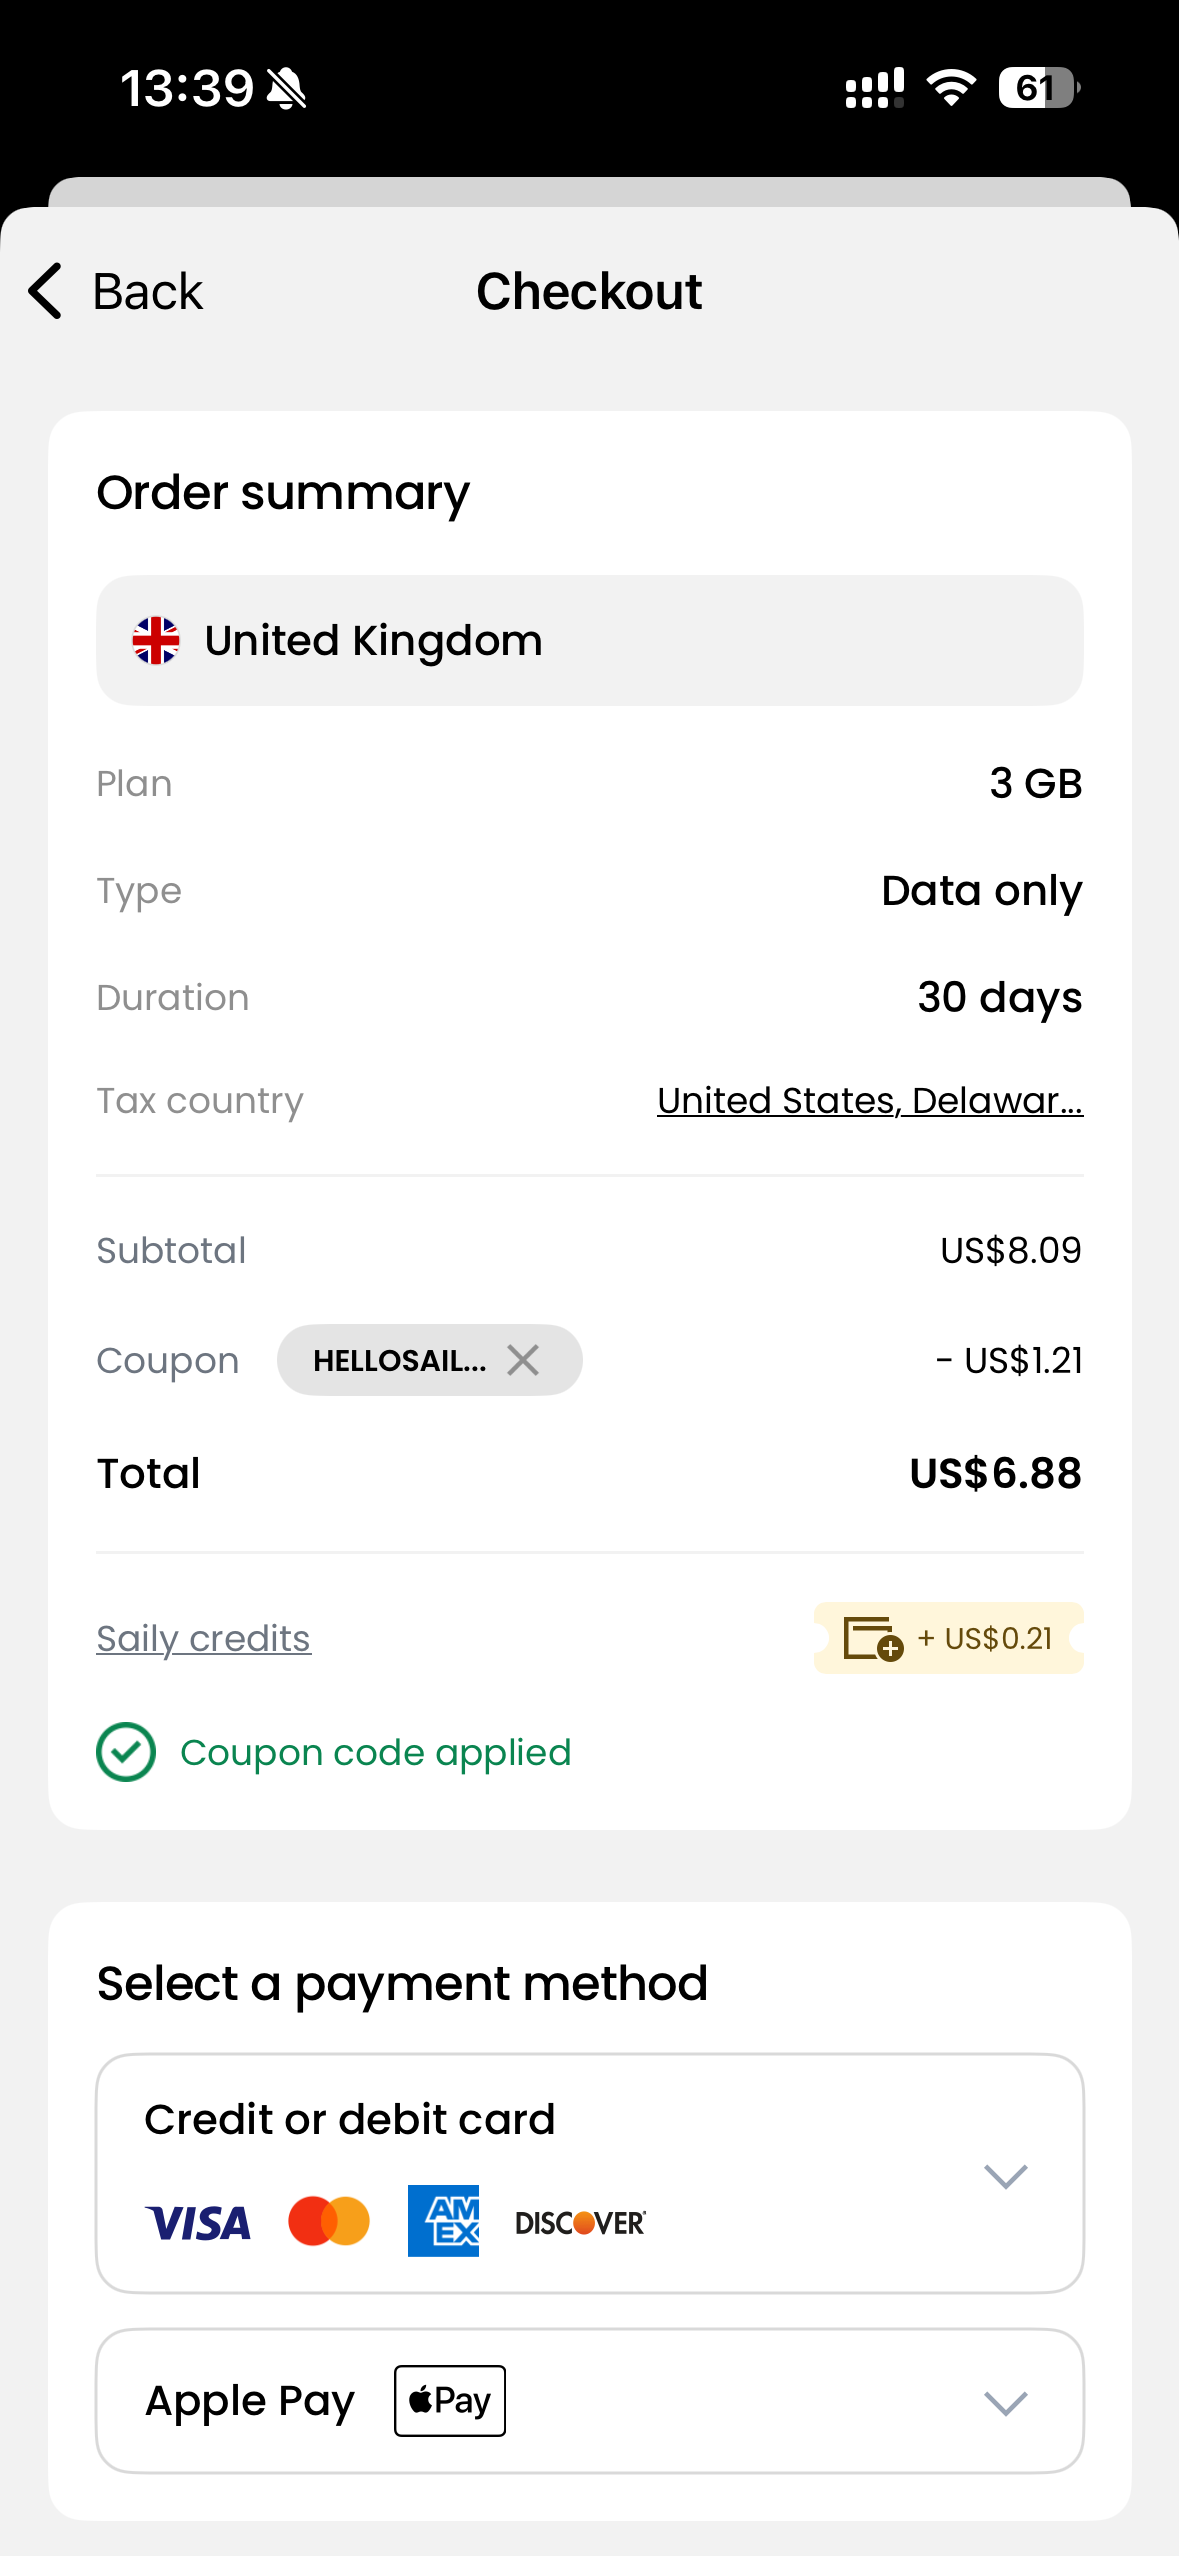 13:39
61
Back
Checkout
Order summary
United Kingdom
Plan
3 GB
Type
Data only
Duration
30 days
Tax country
United States, Delawar...
Subtotal
US$8.09
Coupon
HELLOSAIL...
- US$1.21
Total
US$6.88
Saily credits
+ US$0.21
Coupon code applied
Select a payment method
Credit or debit card
VISA
AMEX
DISCOVER
Apple Pay
Pay